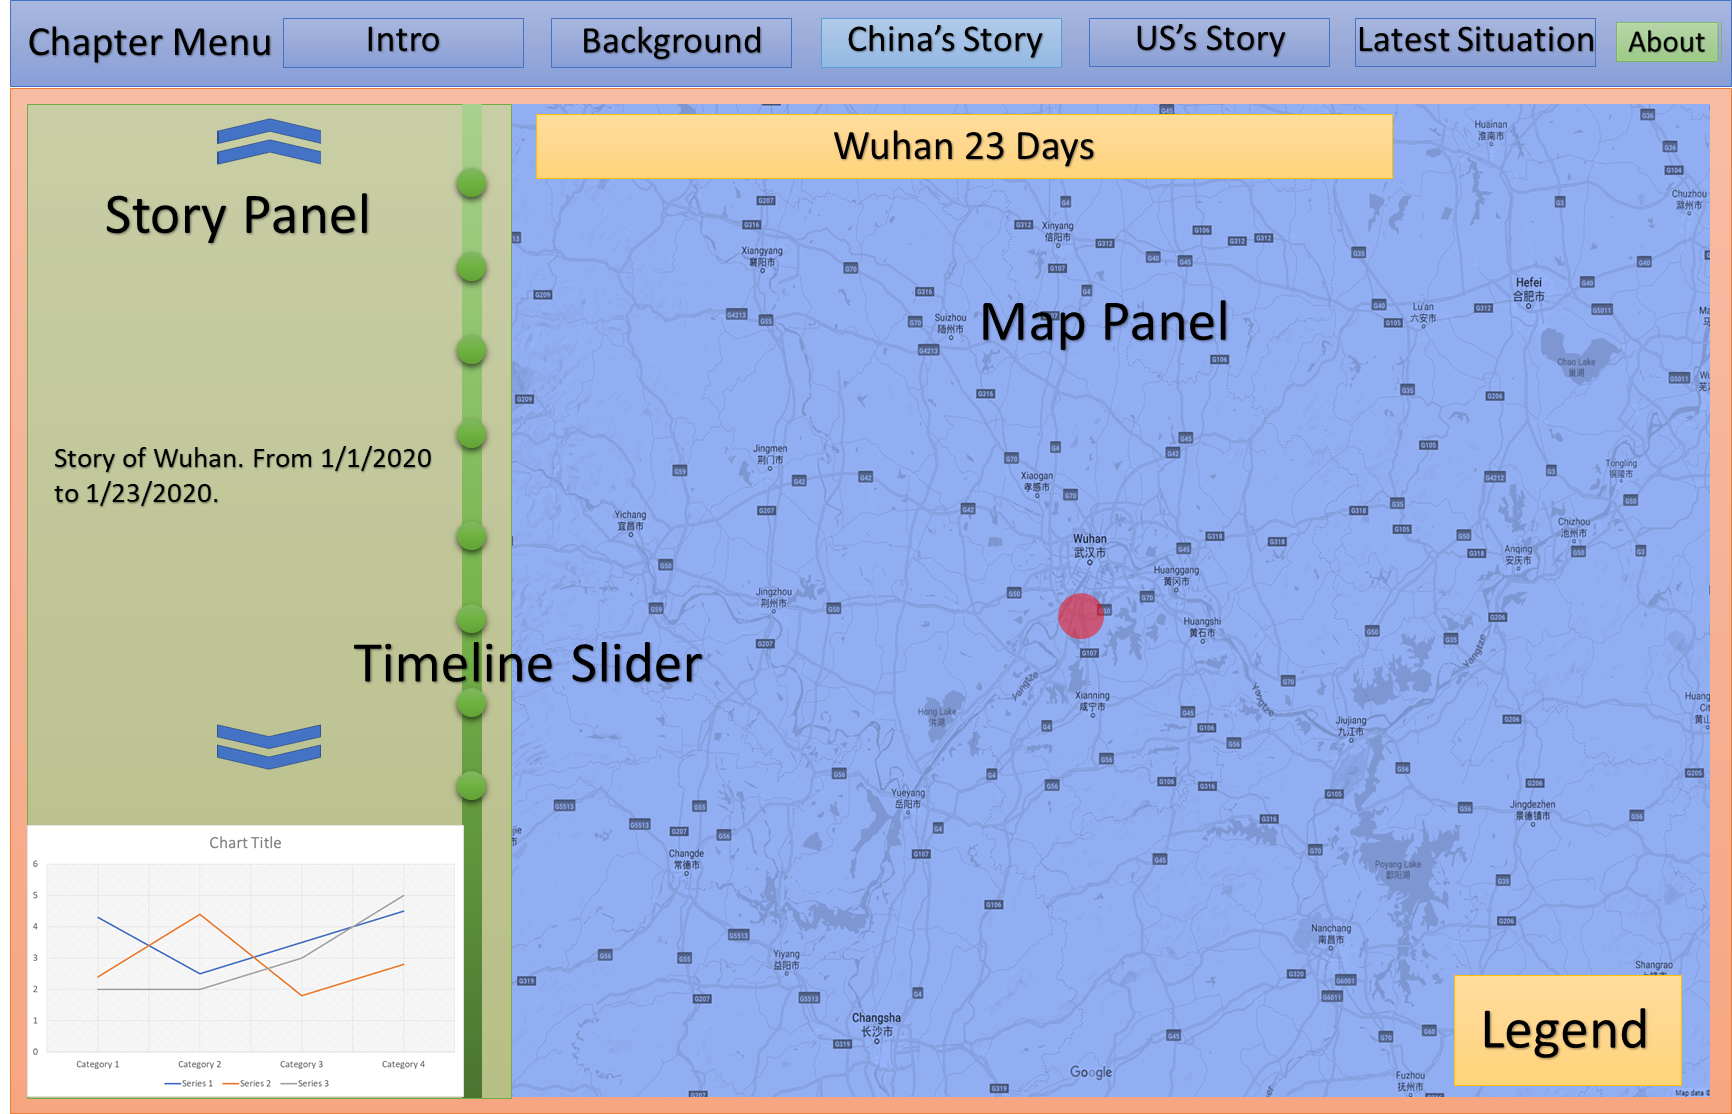 Chapter Menu
Intro
Background
China's Story
US's Story
Latest Situation
About
Story Panel
Story of Wuhan. From 1/1/2020
to 1/23/2020.
Timeline Slider
Chart Title
6
5
4
3
2
1
0
Category 1
Category 2
Category 3
Category 4
Series 1
Series 2
Series 3
Wuhan 23 Days
Map Panel
Huainan
淮南市
Chuzhou
滁州市
Xinyang
信阳市
Xiangyang
襄阳市
Hefei
合肥市
Suizhou
随州市
Lu'an
六安市
Chao Lake
巢湖
Jingmen
荆门市
Xiaogan
孝感市
Tongling
铜陵市
Yichang
宜昌市
Chizhou
池州市
Wuhan
武汉市
Anqing
安庆市
Huanggang
黄冈市
Jingzhou
荆州市
Huangshi
黄石市
Yangtze
Yangtze
Yangtze
Xianning
咸宁市
Hong Lake
洪湖
Jiujiang
九江市
Huang
Cit
黄山
Yueyang
岳阳市
Jingdezhen
景德镇市
Changde
常德市
Poyang Lake
鄱阳湖
Nanchang
南昌市
Yiyang
益阳市
Shangrao
Changsha
长沙市
Fuzhou
抚州市
Google
Map data ©
Legend